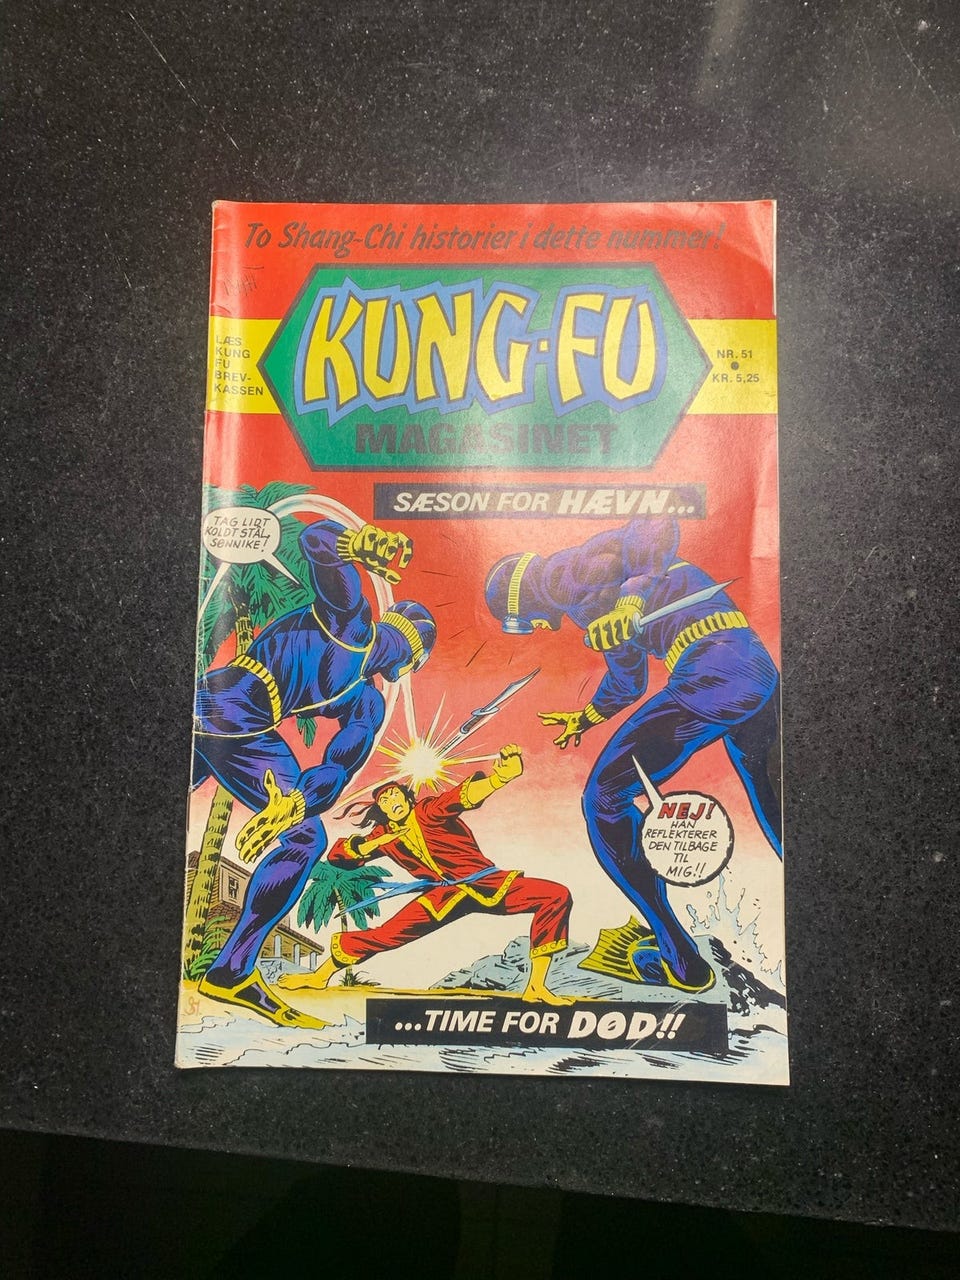 To Shang-Chi historier i dette nummer!
LÆS
KUNG
FU
BREV-
KASSEN
KUNG-FU
MAGASINET
NR. 51
KR. 5,25
SÆSON FOR HÆVN...
TAG LIDT
KOLDT STÅL,
SØNNIKE!
NEJ!
HAN
REFLEKTERER
DEN TILBAGE
TIL
MIG!!
...TIME FOR DØD!!